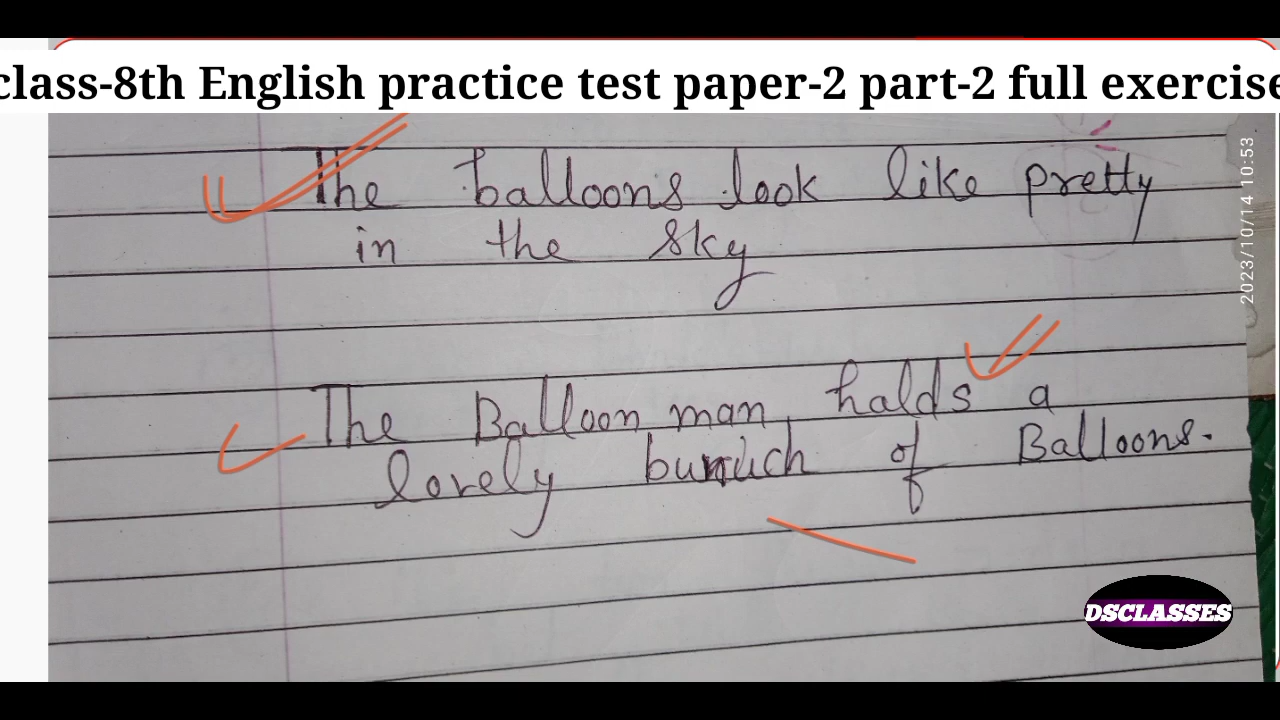 class-8th English practice test paper-2 part-2 full exercise
The balloons look like pretty
in the sky
2023/10/14 10:53
The Balloon man halds a
lovely of Balloons.
DSCLASSES